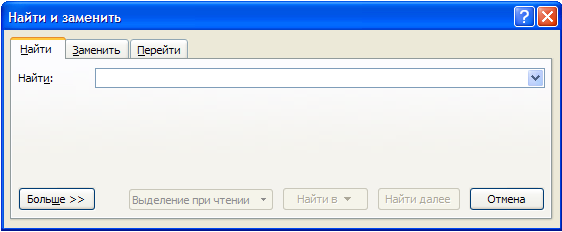 Найти и заменить
Найти Заменить Перейти
Найти:
Больше >> Выделение при чтении Найти в Найти далее Отмена